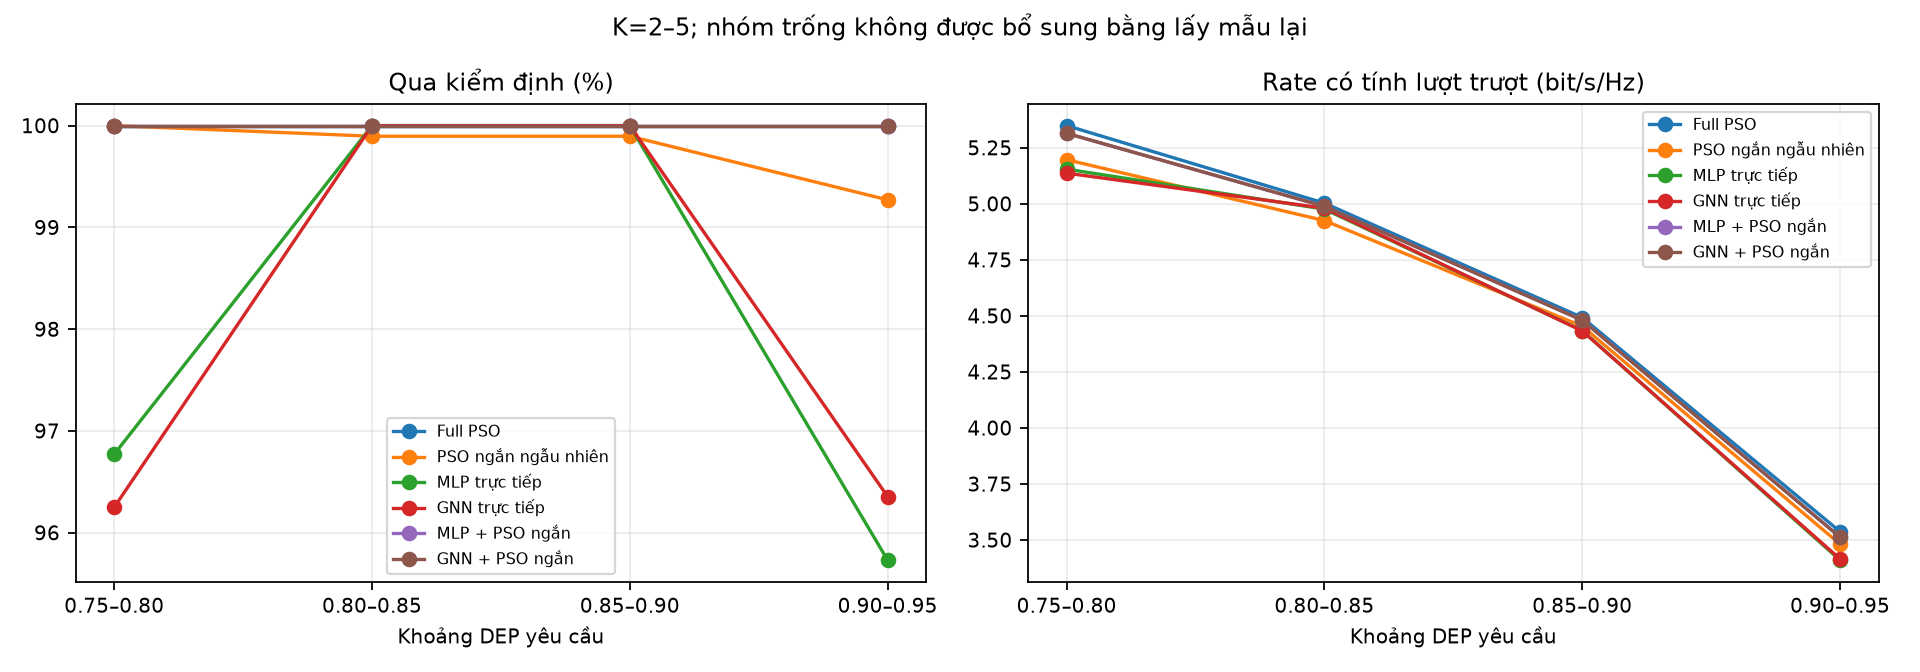 K=2–5; nhóm trống không được bổ sung bằng lấy mẫu lại
Qua kiểm định (%)
100
99
98
97
96
Full PSO
PSO ngắn ngẫu nhiên
MLP trực tiếp
GNN trực tiếp
MLP + PSO ngắn
GNN + PSO ngắn
0.75–0.80 0.80–0.85 0.85–0.90 0.90–0.95
Khoảng DEP yêu cầu
Rate có tính lượt trượt (bit/s/Hz)
5.25
5.00
4.75
4.50
4.25
4.00
3.75
3.50
Full PSO
PSO ngắn ngẫu nhiên
MLP trực tiếp
GNN trực tiếp
MLP + PSO ngắn
GNN + PSO ngắn
0.75–0.80 0.80–0.85 0.85–0.90 0.90–0.95
Khoảng DEP yêu cầu